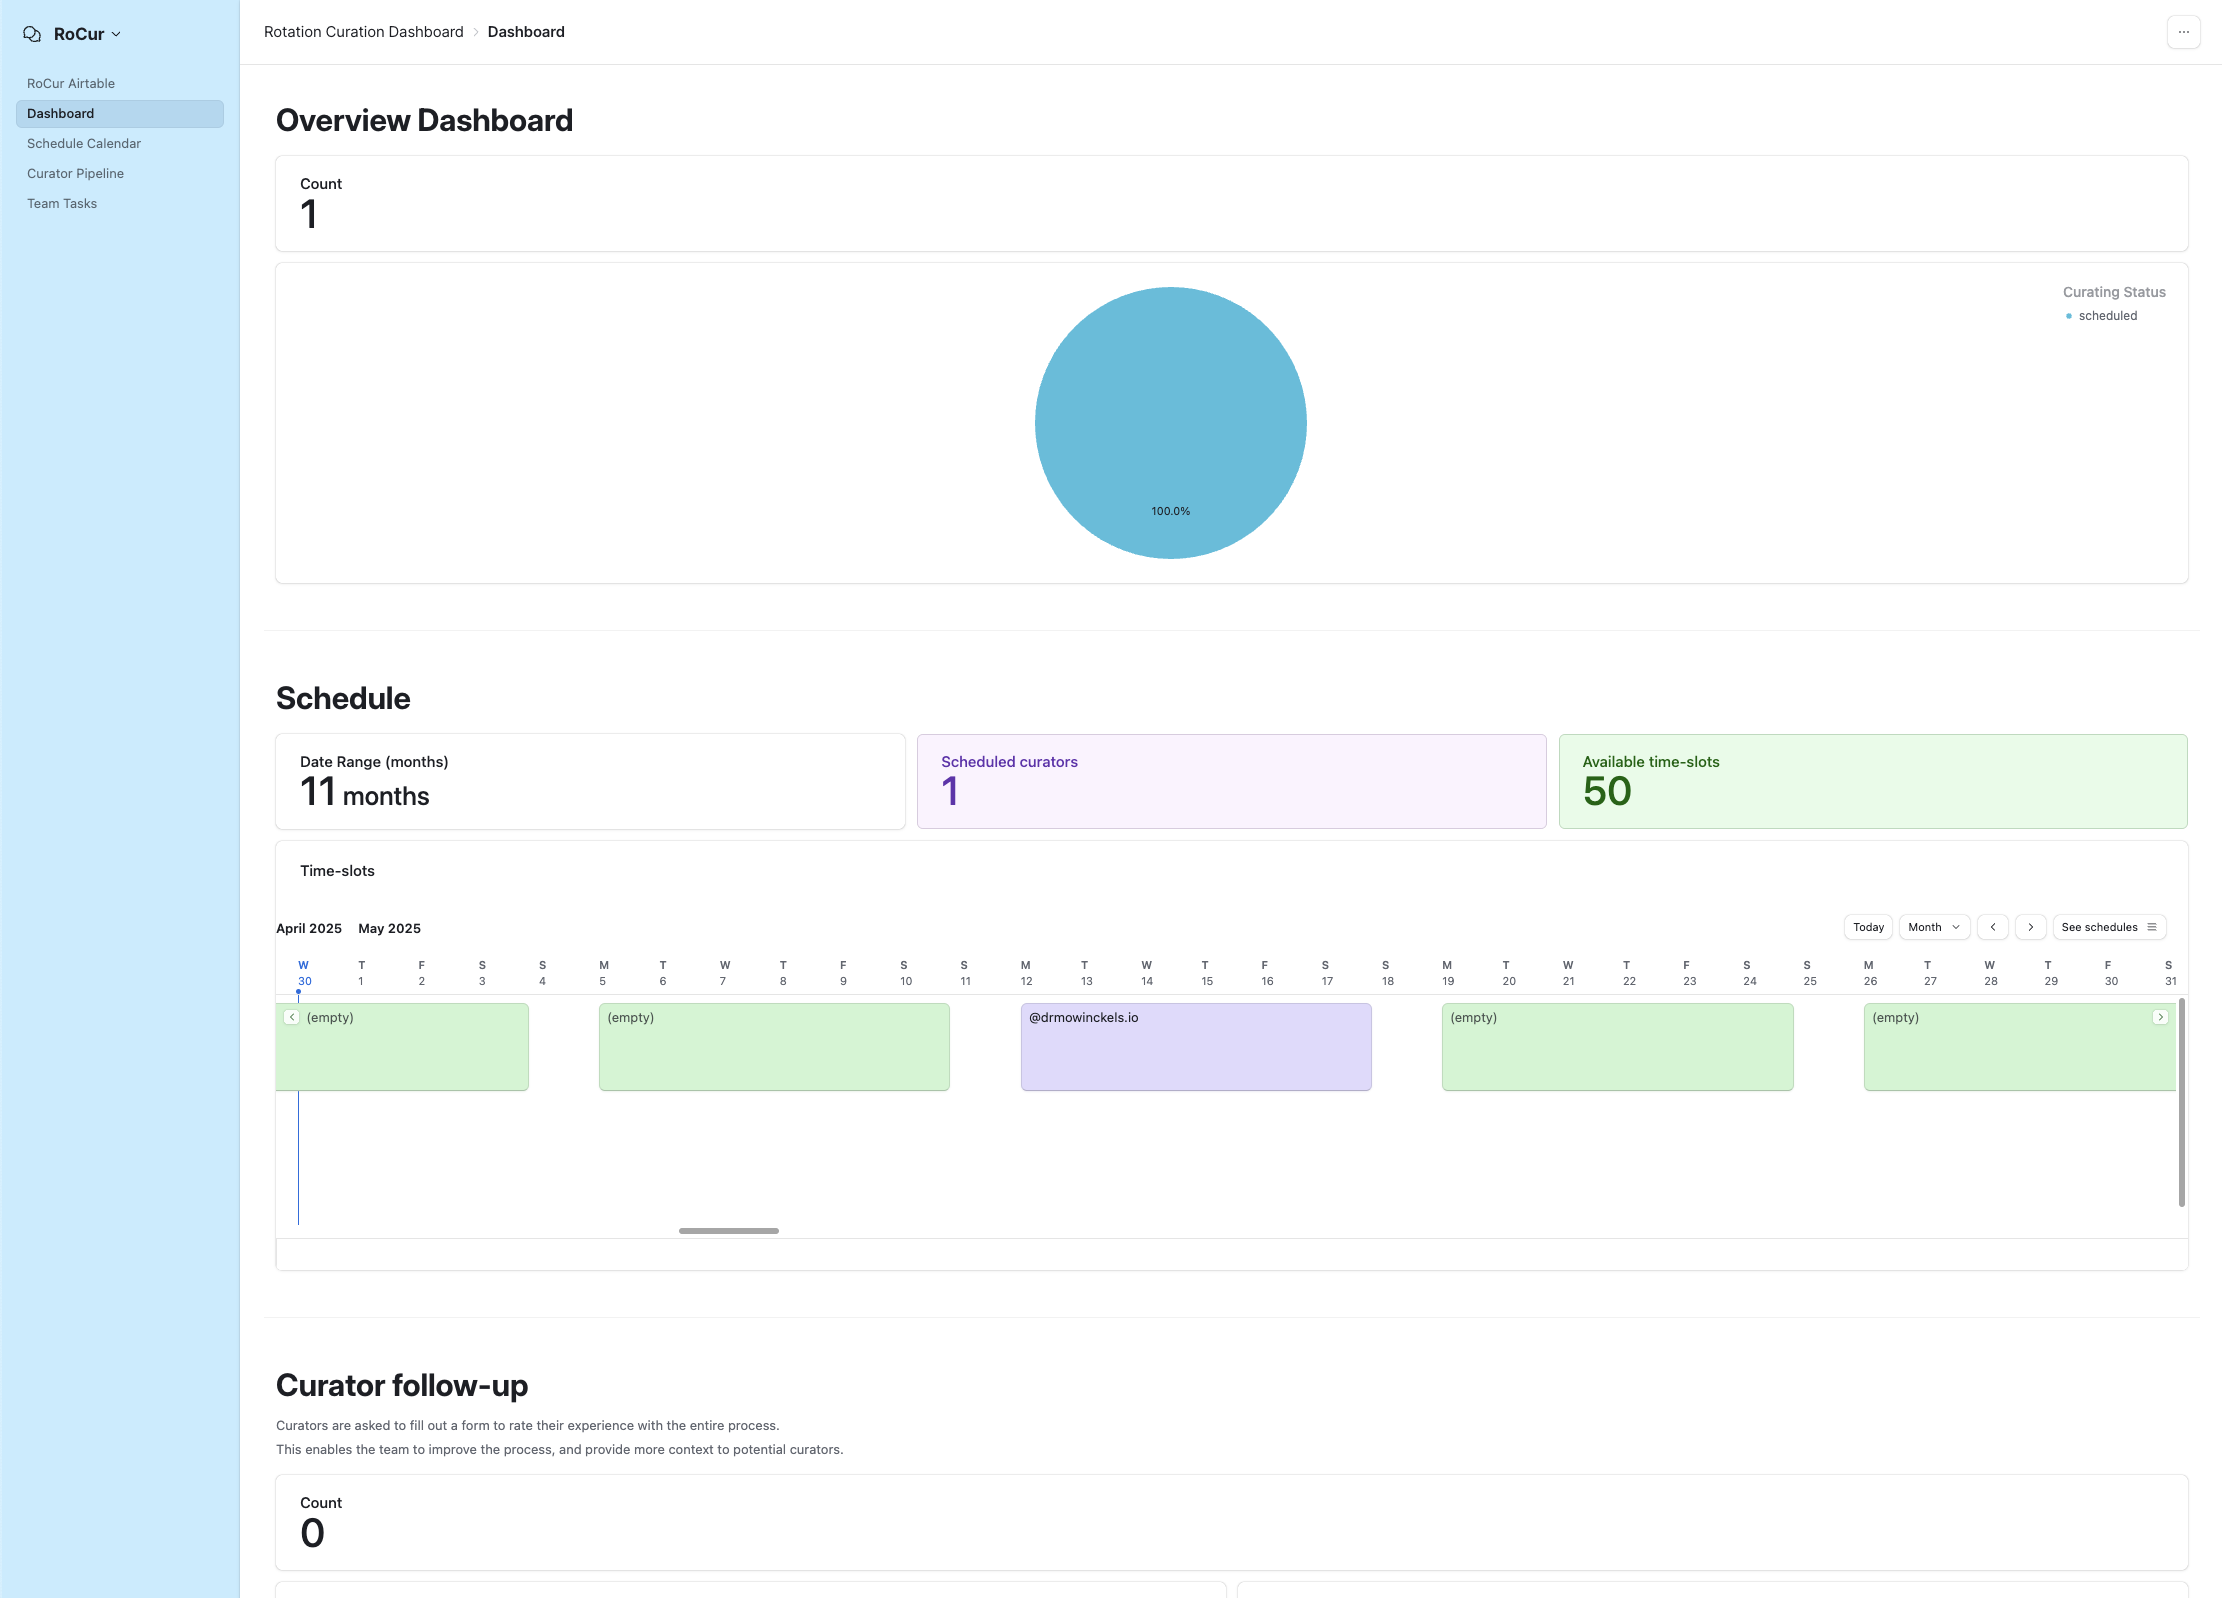 RoCur
RoCur Airtable
Dashboard
Schedule Calendar
Curator Pipeline
Team Tasks
Rotation Curation Dashboard > Dashboard
...
Overview Dashboard
Count
1
Curating Status
scheduled
100.0%
Schedule
Date Range (months)
11 months
Scheduled curators
1
Available time-slots
50
Time-slots
April 2025 May 2025
Today Month See schedules
W T F S S M T W T F S S M T W T F S S M T W T F S S M T W T F S
30 1 2 3 4 5 6 7 8 9 10 11 12 13 14 15 16 17 18 19 20 21 22 23 24 25 26 27 28 29 30 31
(empty) (empty) @drmowinckels.io (empty) (empty)
Curator follow-up
Curators are asked to fill out a form to rate their experience with the entire process.
This enables the team to improve the process, and provide more context to potential curators.
Count
0